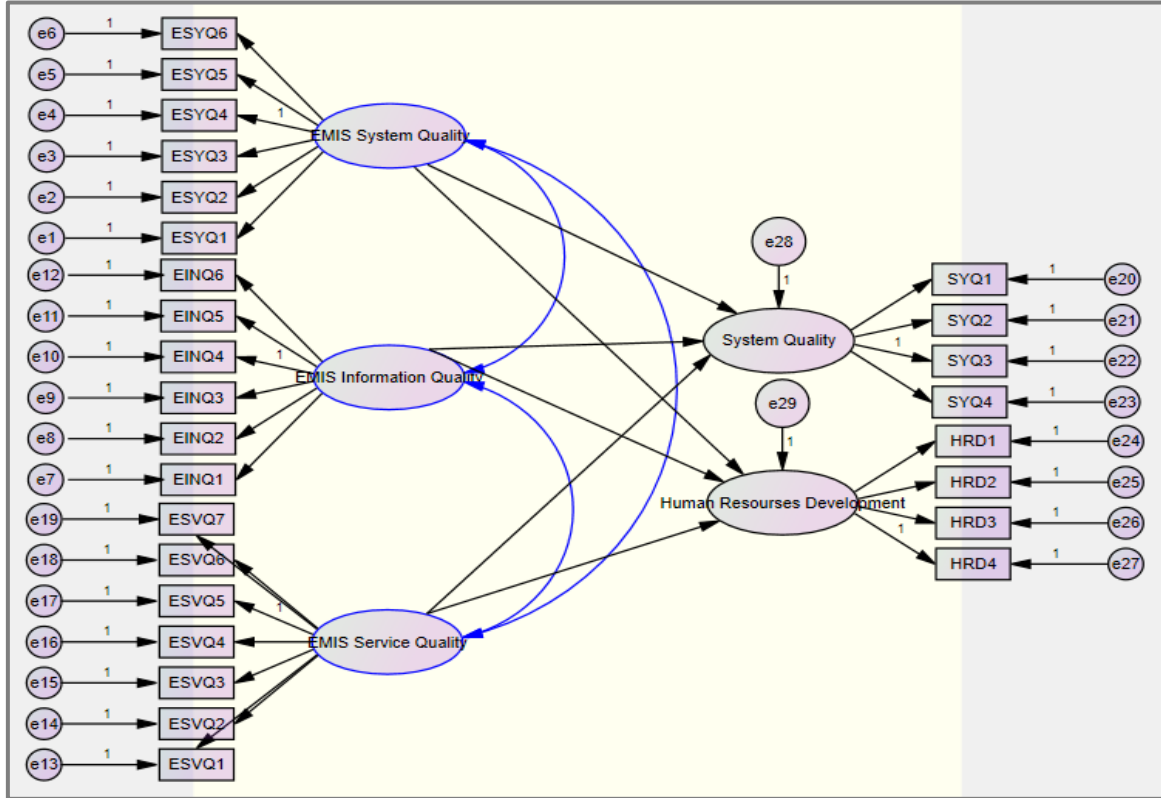 e6 1 ESYQ6
e5 1 ESYQ5
e4 1 ESYQ4 1
e3 1 ESYQ3
e2 1 ESYQ2
e1 1 ESYQ1
EMIS System Quality
e12 1 EINQ6
e11 1 EINQ5
e10 1 EINQ4 1
e9 1 EINQ3
e8 1 EINQ2
e7 1 EINQ1
EMIS Information Quality
e19 1 ESVQ7
e18 1 ESVQ6
e17 1 ESVQ5 1
e16 1 ESVQ4
e15 1 ESVQ3
e14 1 ESVQ2
e13 1 ESVQ1
EMIS Service Quality
e28
1
System Quality
e29
1
Human Resourses Development
SYQ1 1 e20
SYQ2 1 e21
1 SYQ3 1 e22
SYQ4 1 e23
HRD1 1 e24
HRD2 1 e25
HRD3 1 e26
1 HRD4 1 e27